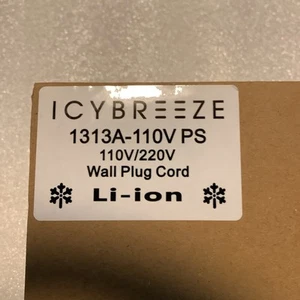 ICYBREEZE
1313A-110V PS
110V/220V
Wall Plug Cord
Li-ion